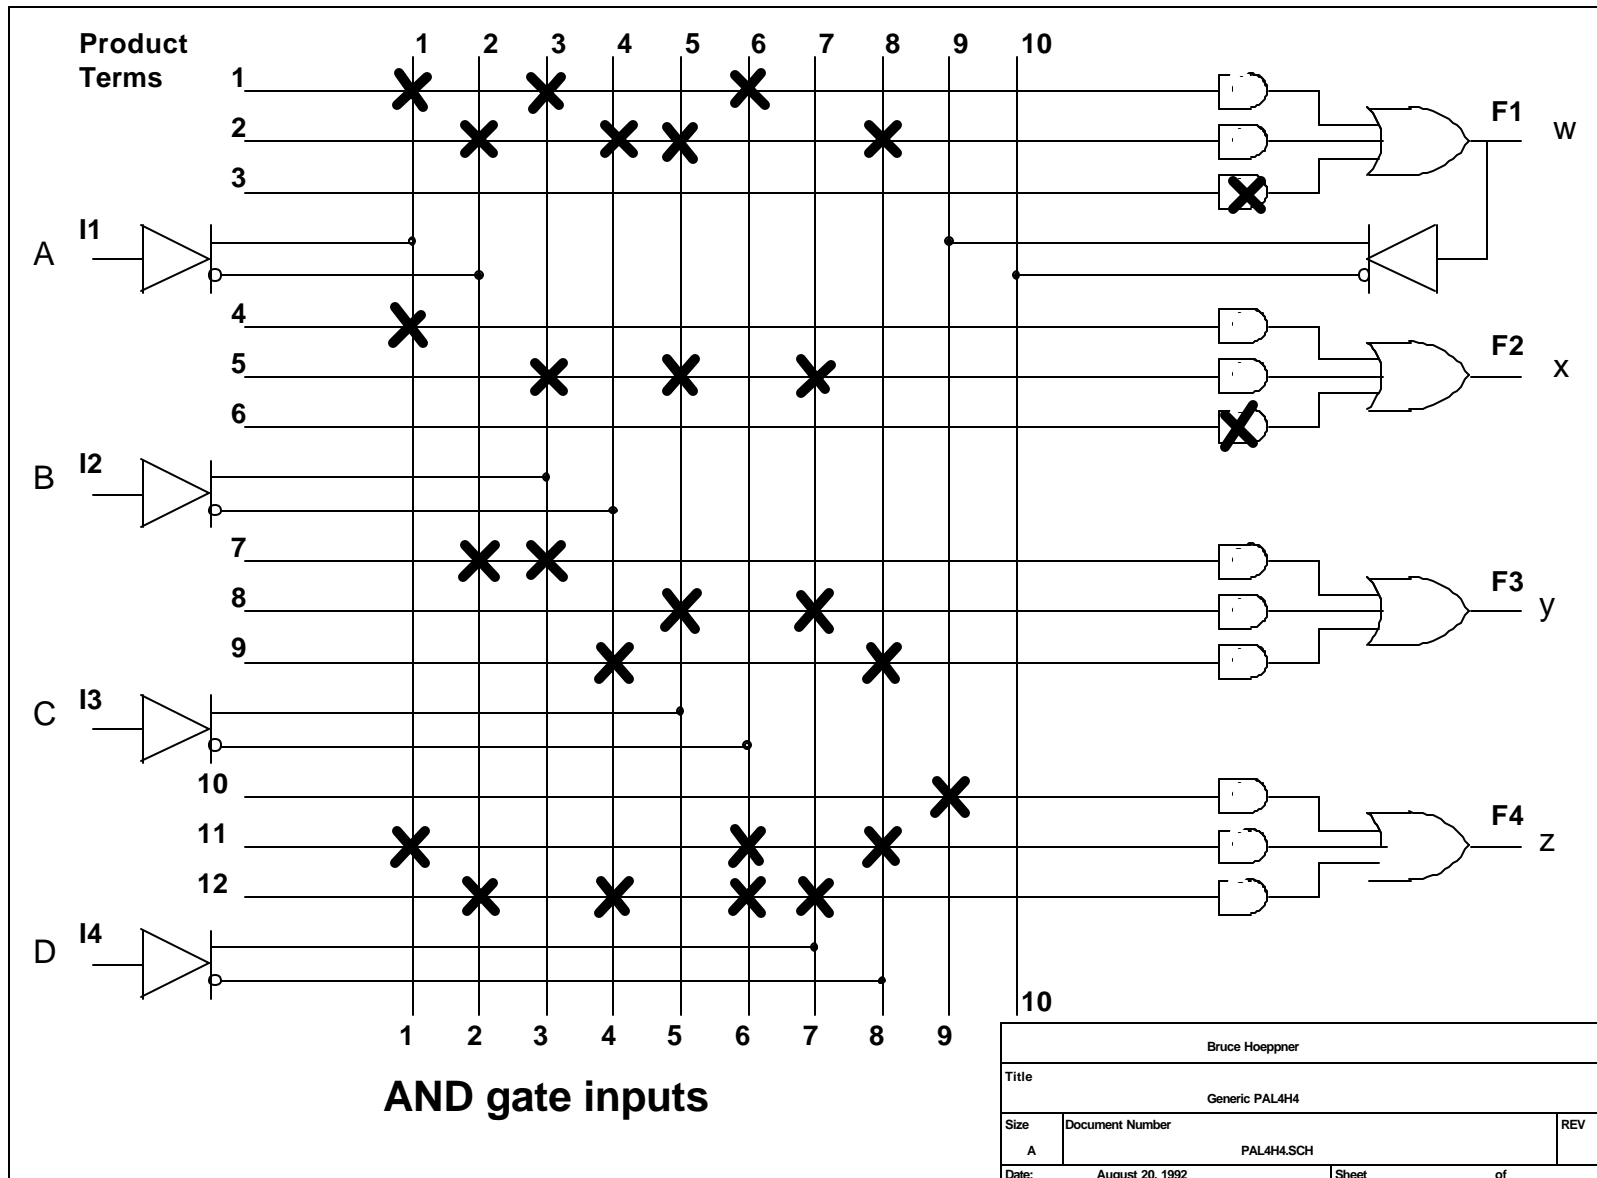 Product 1 2 3 4 5 6 7 8 9 10
Terms
1
F1 w
2
3
A I1
4
F2 x
5
6
B I2
7
F3 y
8
9
C I3
10
F4 z
11
12
D I4
10
1 2 3 4 5 6 7 8 9
AND gate inputs
Bruce Hoeppner
Title
Generic PAL4H4
Size Document Number REV
A PAL4H4.SCH
Date: August 20, 1992 Sheet of